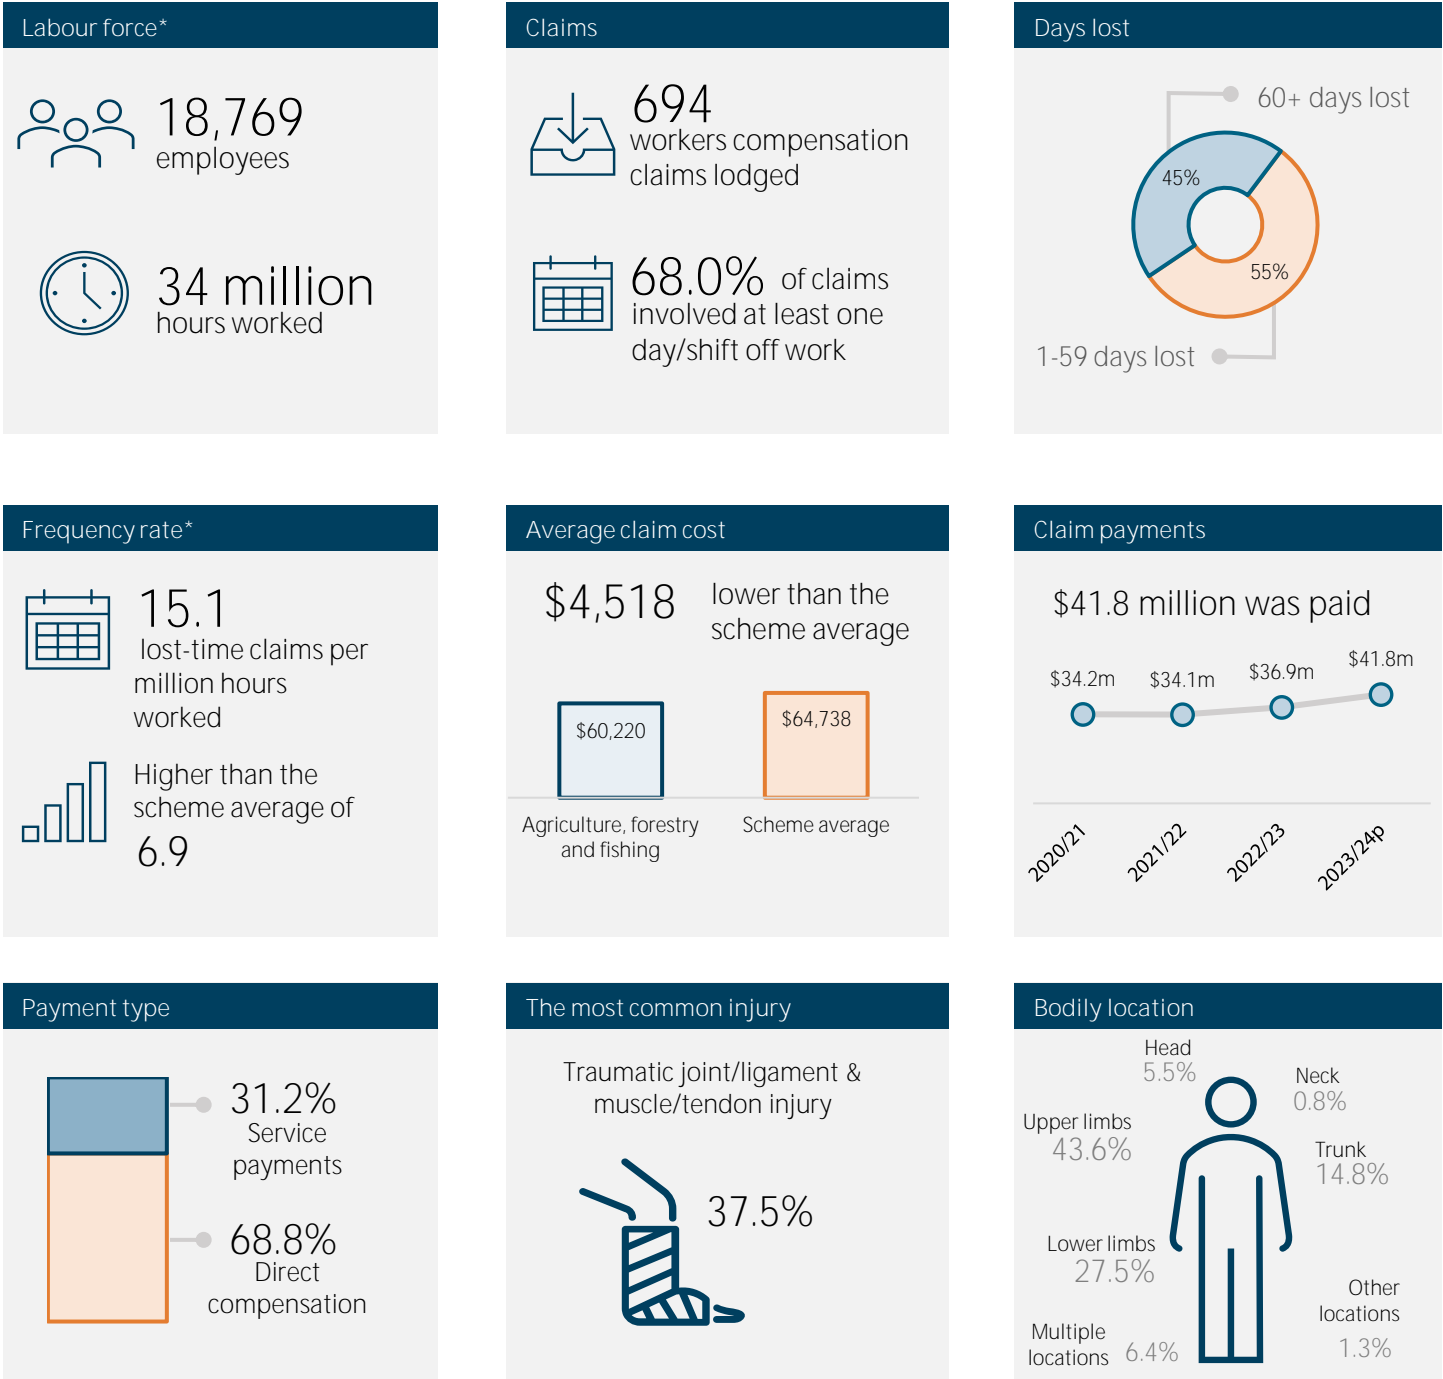 Labour force*
18,769
employees
34 million
hours worked
Claims
694
workers compensation
claims lodged
68.0% of claims
involved at least one
day/shift off work
Days lost
60+ days lost
45%
55%
1-59 days lost
Frequency rate*
15.1
lost-time claims per
million hours
worked
Higher than the
scheme average of
6.9
Average claim cost
$4,518
lower than the
scheme average
$60,220
$64,738
Agriculture, forestry
and fishing
Scheme average
Claim payments
$41.8 million was paid
$34.2m
$34.1m
$36.9m
$41.8m
2020/21
2021/22
2022/23
2023/24p
Payment type
31.2%
Service
payments
68.8%
Direct
compensation
The most common injury
Traumatic joint/ligament &
muscle/tendon injury
37.5%
Bodily location
Head
5.5%
Neck
0.8%
Upper limbs
43.6%
Trunk
14.8%
Lower limbs
27.5%
Other
locations
1.3%
Multiple
locations
6.4%